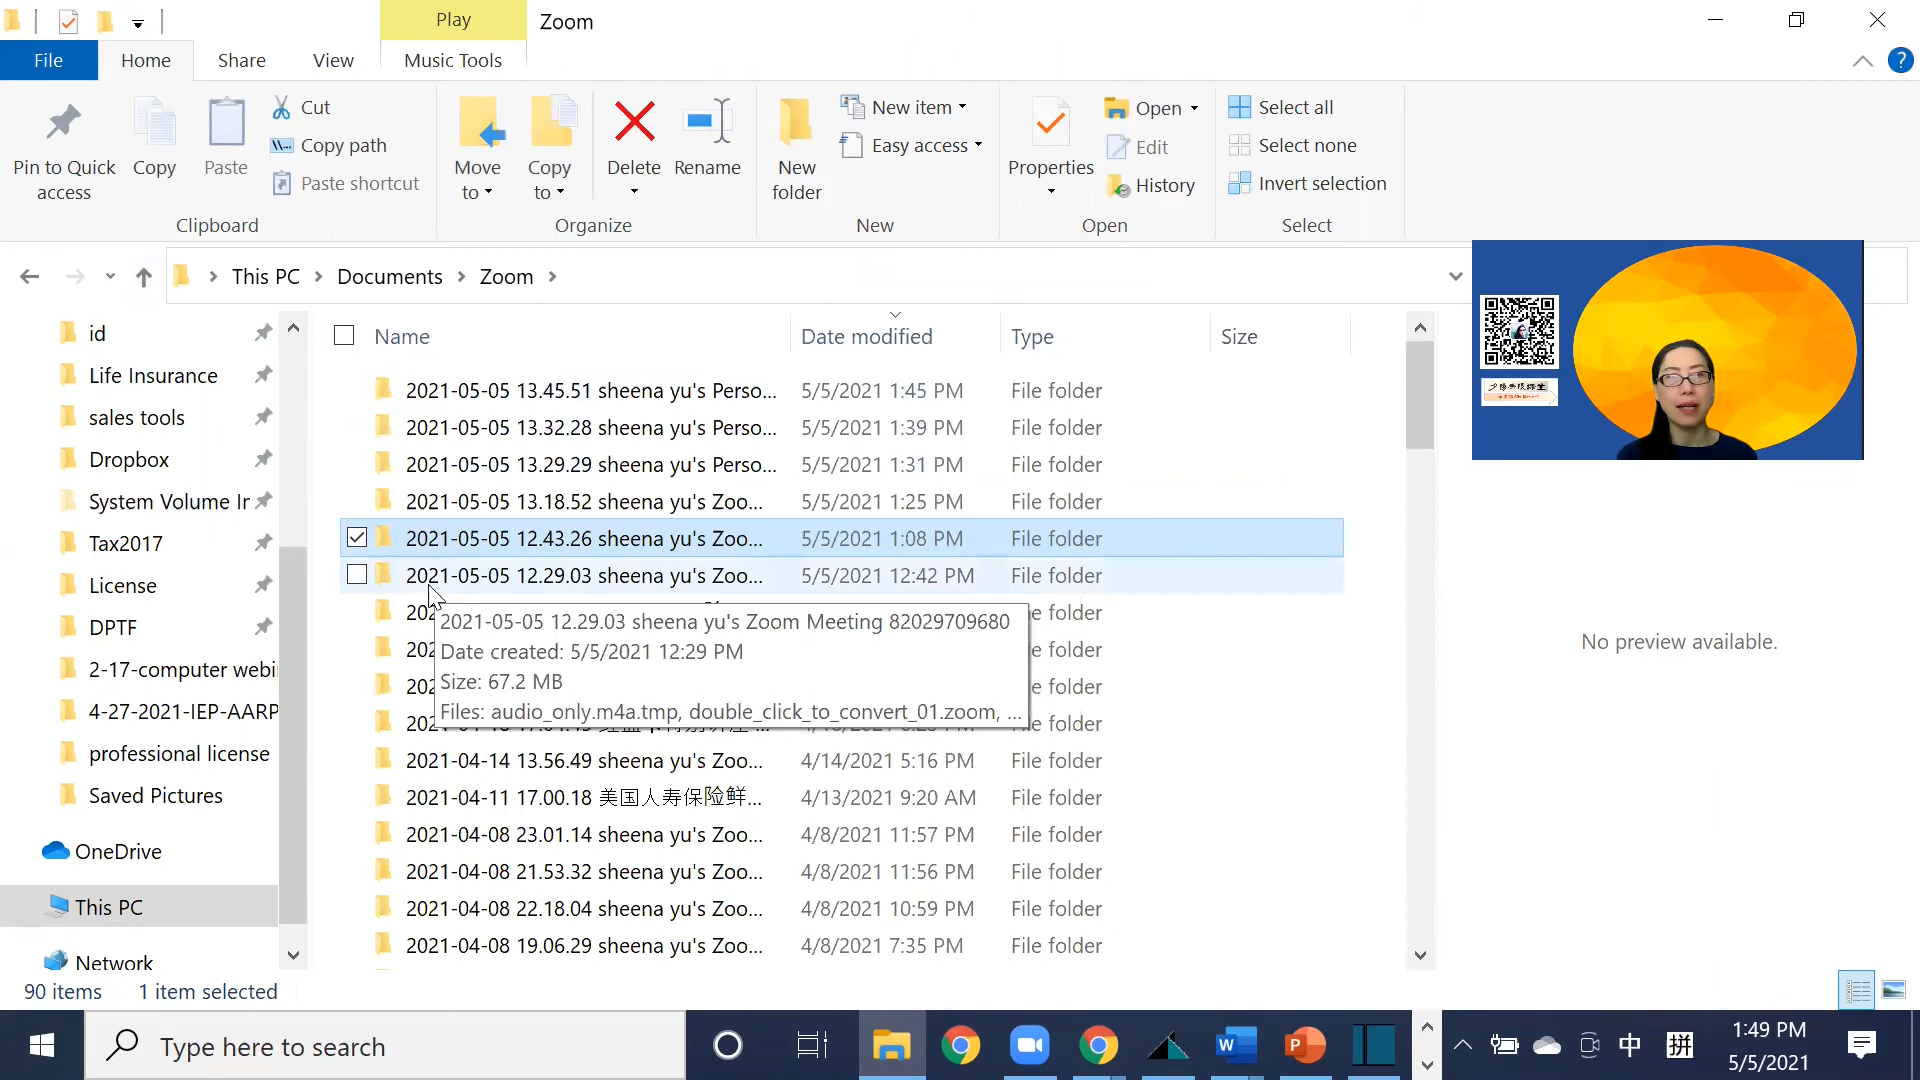 Play
Zoom
File
Home
Share
View
Music Tools
Pin to Quick access
Copy
Paste
Cut
Copy path
Paste shortcut
Clipboard
Move to
Copy to
Delete
Rename
Organize
New folder
New item
Easy access
New
Properties
Open
Edit
History
Open
Select all
Select none
Invert selection
Select
This PC
Documents
Zoom
id
Life Insurance
sales tools
Dropbox
System Volume Ir
Tax2017
License
DPTF
2-17-computer webi
4-27-2021-IEP-AARP
professional license
Saved Pictures
OneDrive
This PC
Network
Name Date modified Type Size
2021-05-05 13.45.51 sheena yu's Perso... 5/5/2021 1:45 PM File folder
2021-05-05 13.32.28 sheena yu's Perso... 5/5/2021 1:39 PM File folder
2021-05-05 13.29.29 sheena yu's Perso... 5/5/2021 1:31 PM File folder
2021-05-05 13.18.52 sheena yu's Zoo... 5/5/2021 1:25 PM File folder
2021-05-05 12.43.26 sheena yu's Zoo... 5/5/2021 1:08 PM File folder
2021-05-05 12.29.03 sheena yu's Zoo... 5/5/2021 12:42 PM File folder
2021-05-05 12.29.03 sheena yu's Zoom Meeting 82029709680
Date created: 5/5/2021 12:29 PM
Size: 67.2 MB
Files: audio_only.m4a.tmp, double_click_to_convert_01.zoom, ...
2021-04-14 13.56.49 sheena yu's Zoo... 4/14/2021 5:16 PM File folder
2021-04-11 17.00.18 美国人寿保险鲜... 4/13/2021 9:20 AM File folder
2021-04-08 23.01.14 sheena yu's Zoo... 4/8/2021 11:57 PM File folder
2021-04-08 21.53.32 sheena yu's Zoo... 4/8/2021 11:56 PM File folder
2021-04-08 22.18.04 sheena yu's Zoo... 4/8/2021 10:59 PM File folder
2021-04-08 19.06.29 sheena yu's Zoo... 4/8/2021 7:35 PM File folder
No preview available.
90 items 1 item selected
Type here to search
中
拼
1:49 PM
5/5/2021